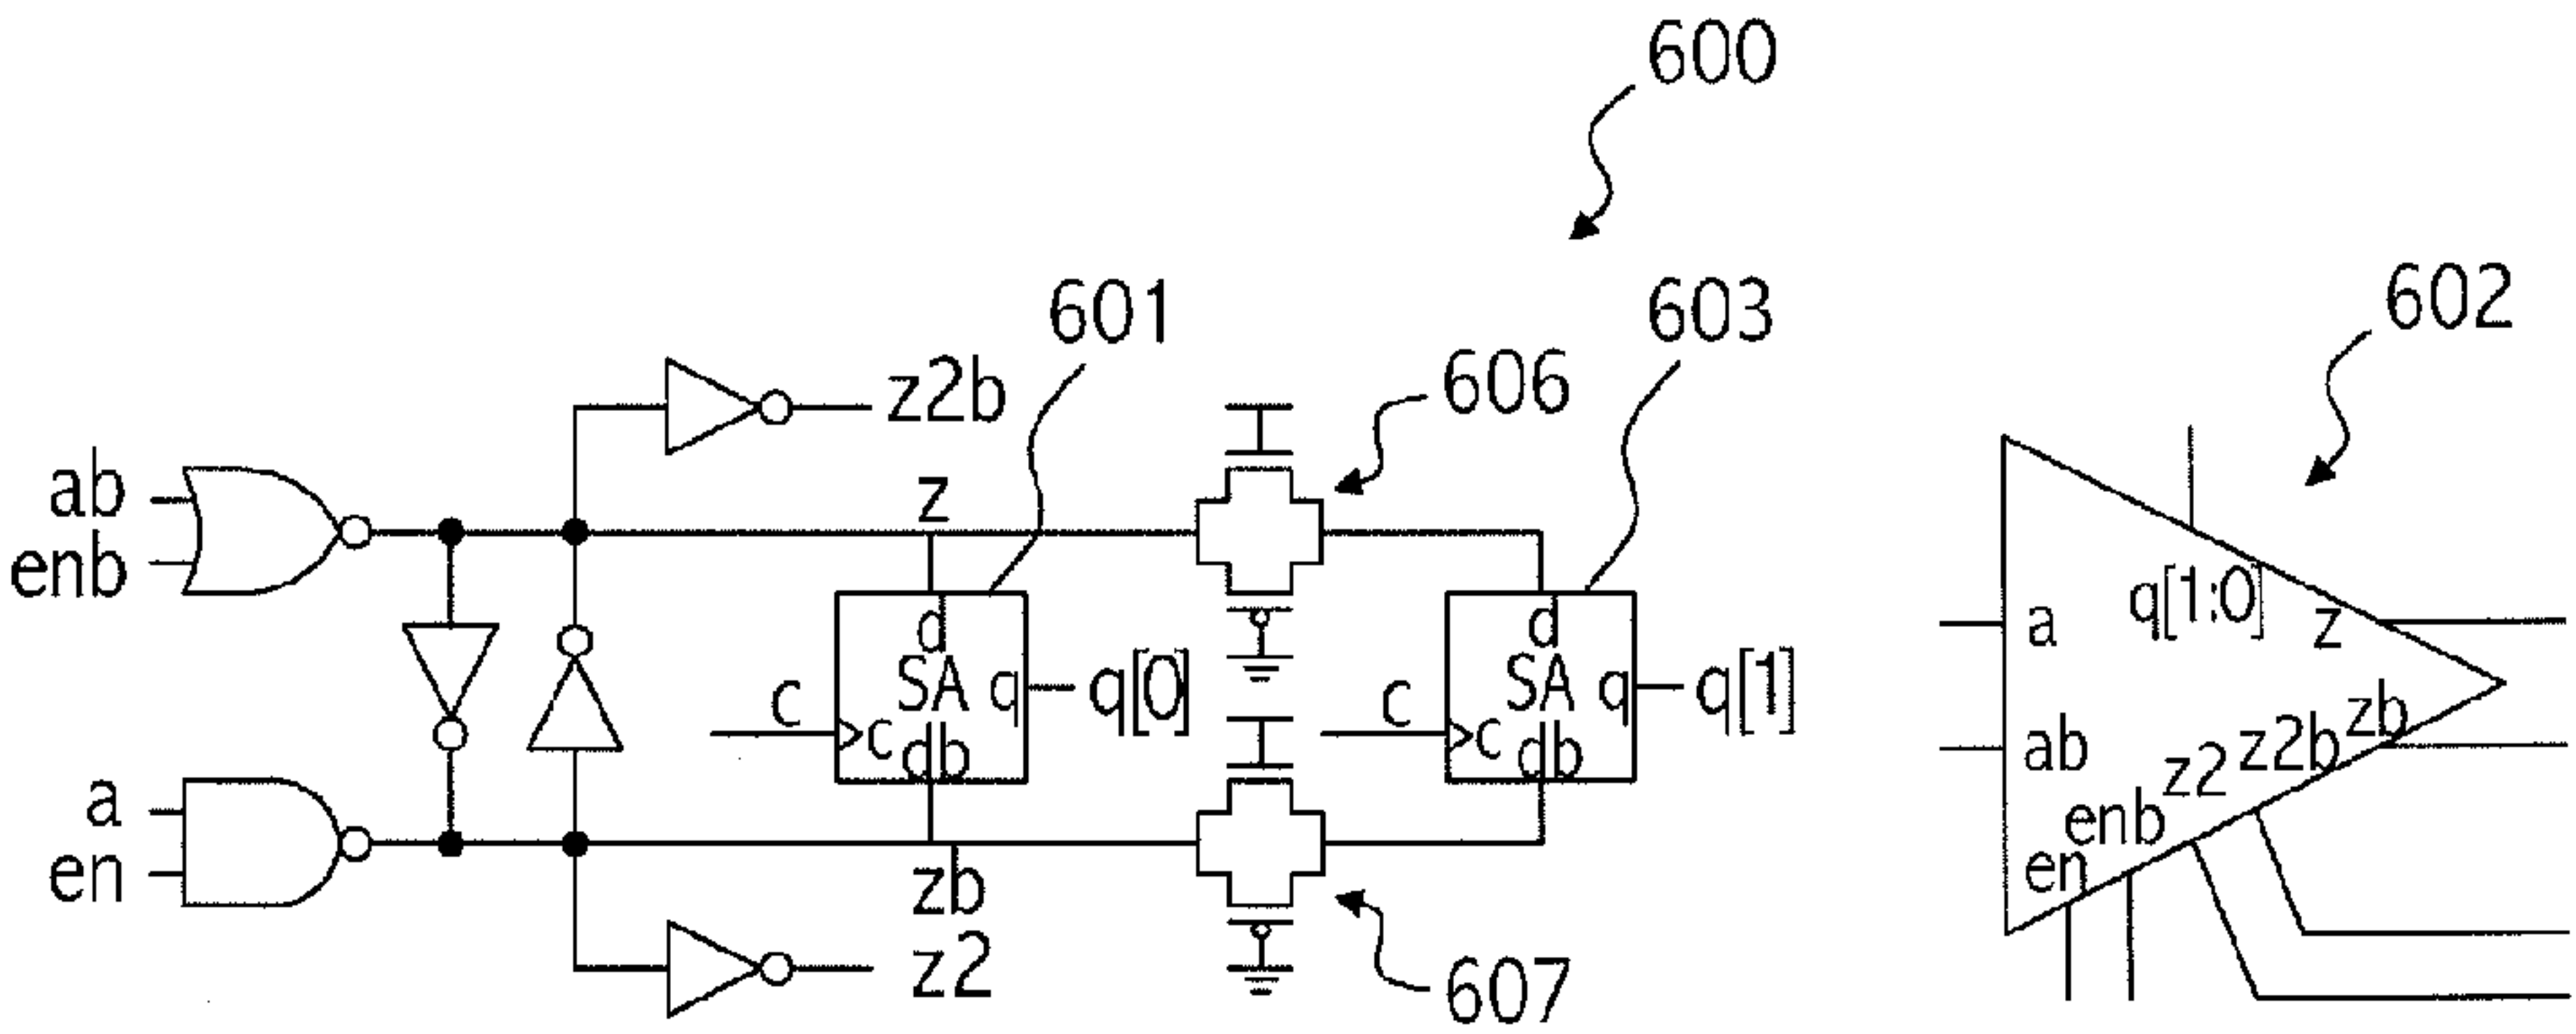 600
601
603
602
606
z2b
ab
z
enb
d
SA
q
q[0]
c
c
db
d
SA
q
q[1]
c
c
db
a
en
zb
z2
607
q[1:0]
a
z
ab
zb
z2b
z2
enb
en